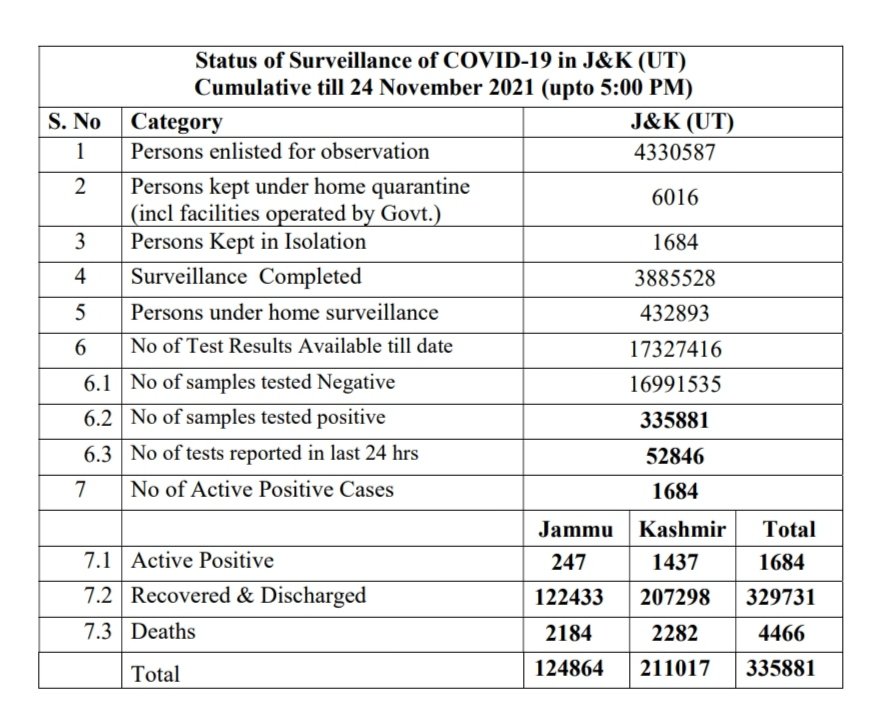 Status of Surveillance of COVID-19 in J&K (UT)
Cumulative till 24 November 2021 (upto 5:00 PM)
S. No Category J&K (UT)
1 Persons enlisted for observation 4330587
2 Persons kept under home quarantine
(incl facilities operated by Govt.) 6016
3 Persons Kept in Isolation 1684
4 Surveillance Completed 3885528
5 Persons under home surveillance 432893
6 No of Test Results Available till date 17327416
6.1 No of samples tested Negative 16991535
6.2 No of samples tested positive 335881
6.3 No of tests reported in last 24 hrs 52846
7 No of Active Positive Cases 1684
Jammu Kashmir Total
7.1 Active Positive 247 1437 1684
7.2 Recovered & Discharged 122433 207298 329731
7.3 Deaths 2184 2282 4466
Total 124864 211017 335881